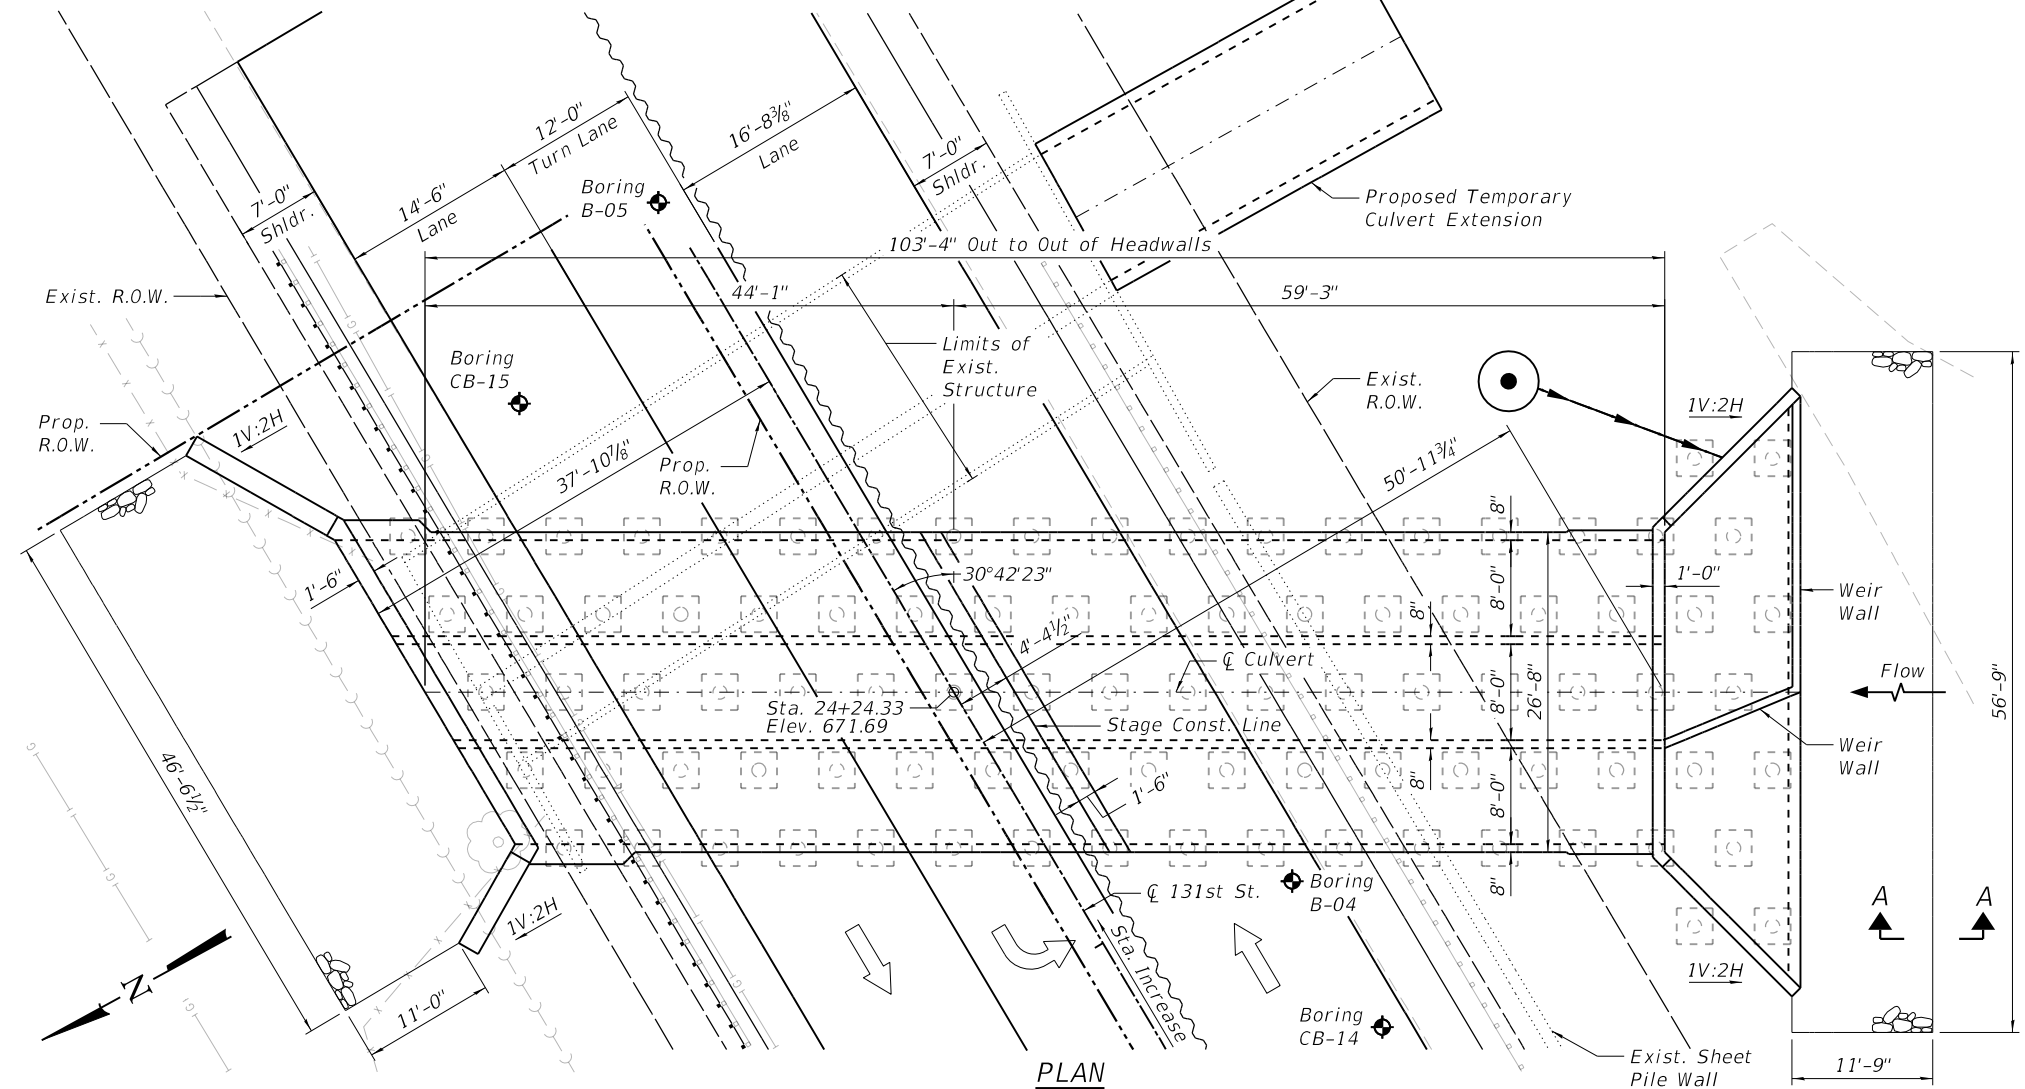 12'-0"
Turn Lane
16'-8⅜"
Lane
7'-0"
Shldr.
14'-6"
Lane
7'-0"
Shldr.
Boring
B-05
Proposed Temporary
Culvert Extension
103'-4" Out to Out of Headwalls
44'-1"
59'-3"
Exist. R.O.W.
Boring
CB-15
Limits of
Exist.
Structure
Exist.
R.O.W.
1V:2H
Prop.
R.O.W.
1V:2H
37'-10⅞"
Prop.
R.O.W.
50'-11¾"
8"
1'-6"
30°42'23"
8'-0"
1'-0"
Weir
Wall
8"
4'-4½"
℄ Culvert
Flow
8'-0"
26'-8"
56'-9"
Sta. 24+24.33
Elev. 671.69
Stage Const. Line
Weir
Wall
46'-6½"
8"
8'-0"
1'-6"
8"
℄ 131st St.
Boring
B-04
A
A
1V:2H
Sta. Increase
1V:2H
N
11'-0"
Boring
CB-14
Exist. Sheet
Pile Wall
11'-9"
PLAN